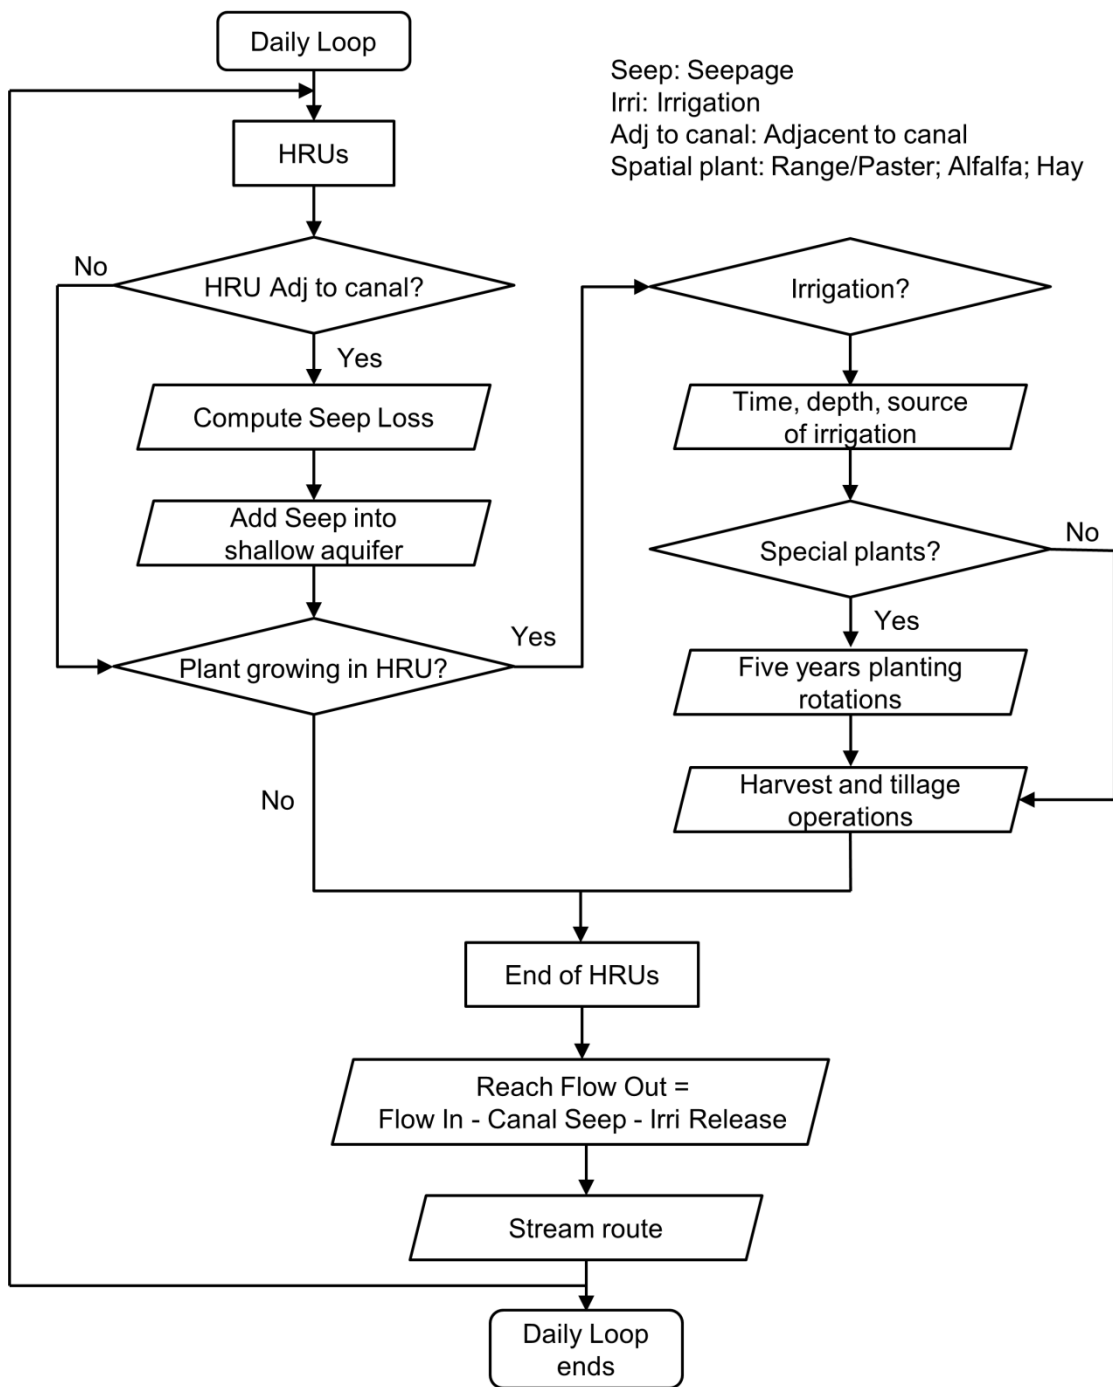 Daily Loop
Seep: Seepage
Irri: Irrigation
Adj to canal: Adjacent to canal
Spatial plant: Range/Paster; Alfalfa; Hay
HRUs
No
HRU Adj to canal?
Yes
Compute Seep Loss
Add Seep into
shallow aquifer
Plant growing in HRU?
Yes
No
Irrigation?
Time, depth, source
of irrigation
Special plants?
No
Yes
Five years planting
rotations
Harvest and tillage
operations
End of HRUs
Reach Flow Out =
Flow In - Canal Seep - Irri Release
Stream route
Daily Loop
ends